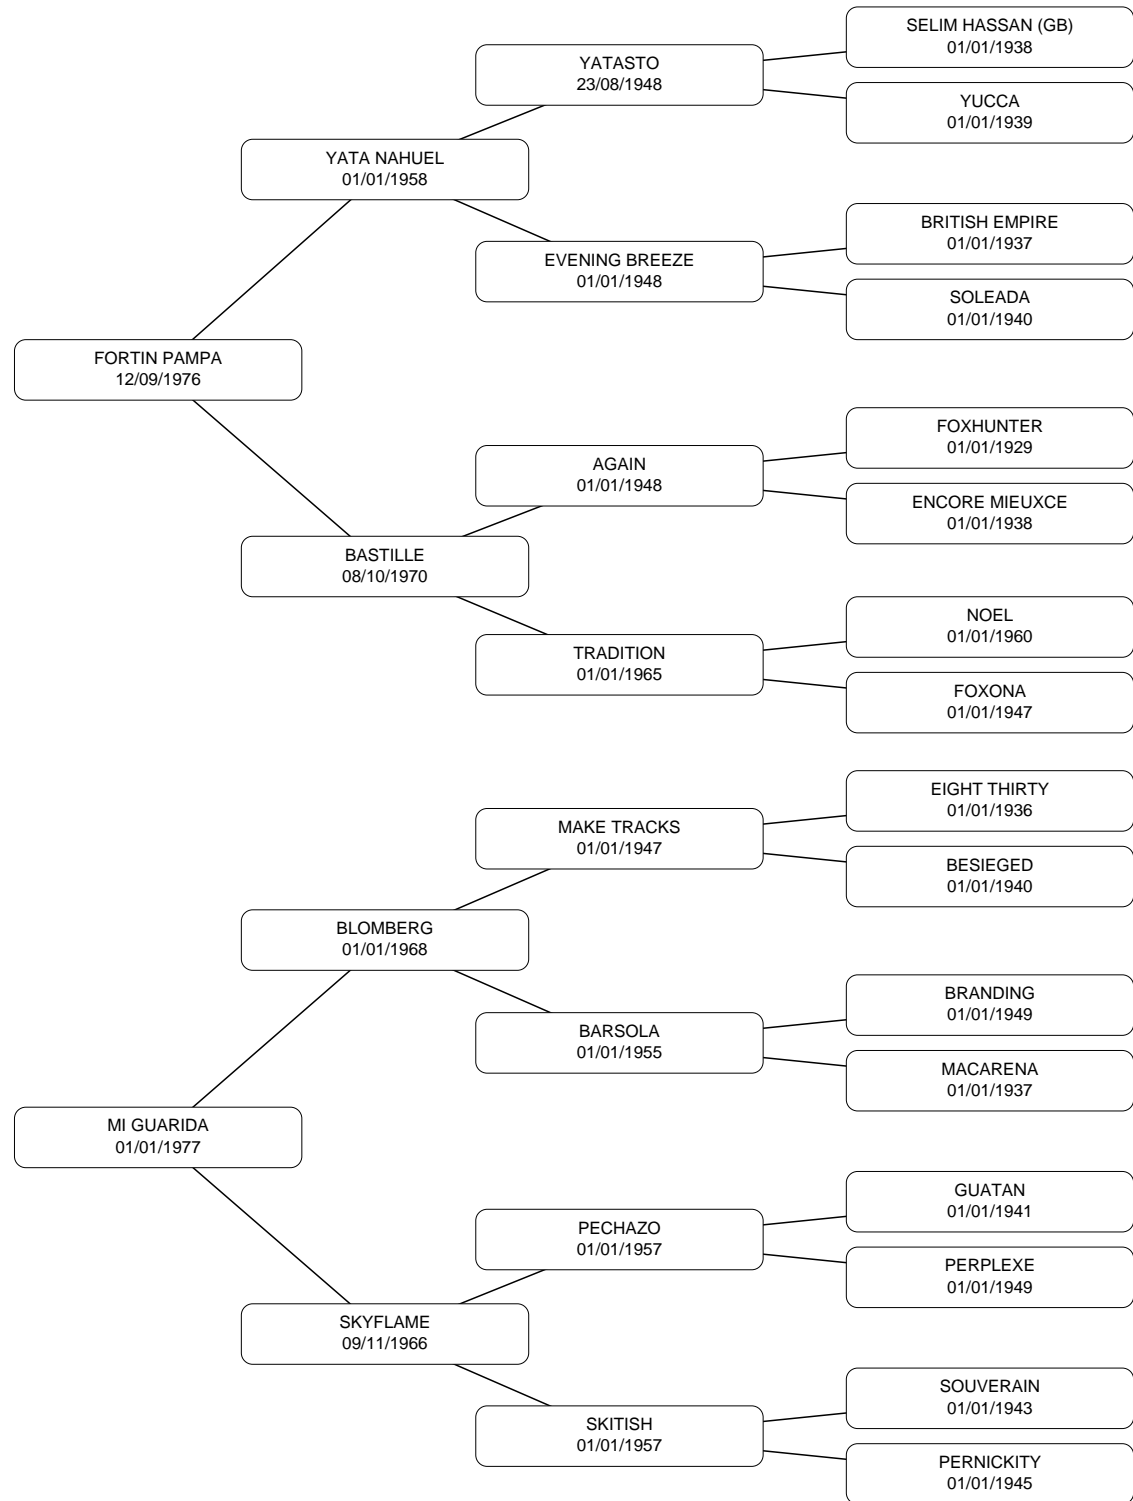 SELIM HASSAN (GB)
01/01/1938
YATASTO
23/08/1948
YUCCA
01/01/1939
YATA NAHUEL
01/01/1958
BRITISH EMPIRE
01/01/1937
EVENING BREEZE
01/01/1948
SOLEADA
01/01/1940
FORTIN PAMPA
12/09/1976
FOXHUNTER
01/01/1929
AGAIN
01/01/1948
ENCORE MIEUXCE
01/01/1938
BASTILLE
08/10/1970
NOEL
01/01/1960
TRADITION
01/01/1965
FOXONA
01/01/1947
EIGHT THIRTY
01/01/1936
MAKE TRACKS
01/01/1947
BESIEGED
01/01/1940
BLOMBERG
01/01/1968
BRANDING
01/01/1949
BARSOLA
01/01/1955
MACARENA
01/01/1937
MI GUARIDA
01/01/1977
GUATAN
01/01/1941
PECHAZO
01/01/1957
PERPLEXE
01/01/1949
SKYFLAME
09/11/1966
SOUVERAIN
01/01/1943
SKITISH
01/01/1957
PERNICKITY
01/01/1945